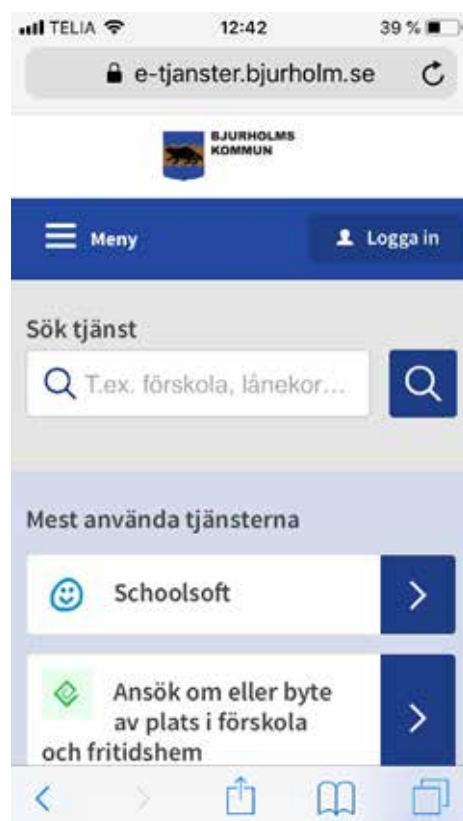 TELIA 12:42 39 %
e-tjanster.bjurholm.se
BJURHOLMS
KOMMUN
Meny Logga in
Sök tjänst
T.ex. förskola, lånekor...
Mest använda tjänsterna
Schoolsoft
Ansök om eller byte
av plats i förskola
och fritidshem